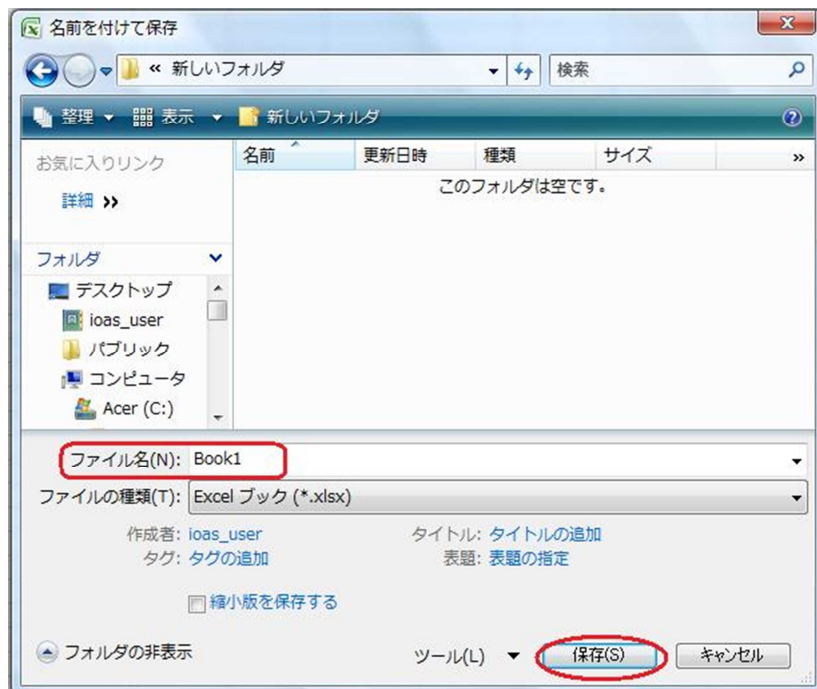 名前を付けて保存
« 新しいフォルダ
検索
整理 表示 新しいフォルダ
お気に入りリンク
詳細 »
名前 更新日時 種類 サイズ »
このフォルダは空です。
フォルダ
デスクトップ
ioas_user
パブリック
コンピュータ
Acer (C:)
ファイル名(N): Book1
ファイルの種類(T): Excel ブック (*.xlsx)
作成者: ioas_user タイトル: タイトルの追加
タグ: タグの追加 表題: 表題の指定
縮小版を保存する
フォルダの非表示 ツール(L) 保存(S) キャンセル